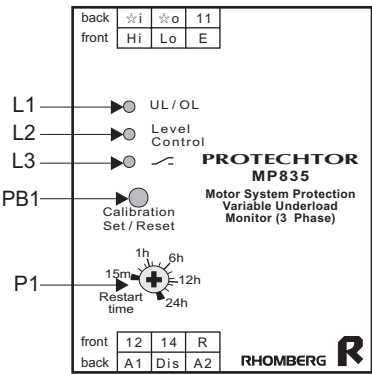 back ☆i ☆o 11
front Hi Lo E
L1 UL / OL
L2 Level
Control
L3
PROTECHTOR
MP835
Motor System Protection
Variable Underload
Monitor (3 Phase)
PB1
Calibration
Set / Reset
1h 6h
15m 12h
P1
Restart
time
24h
front 12 14 R
back A1 Dis A2
RHOMBERG R